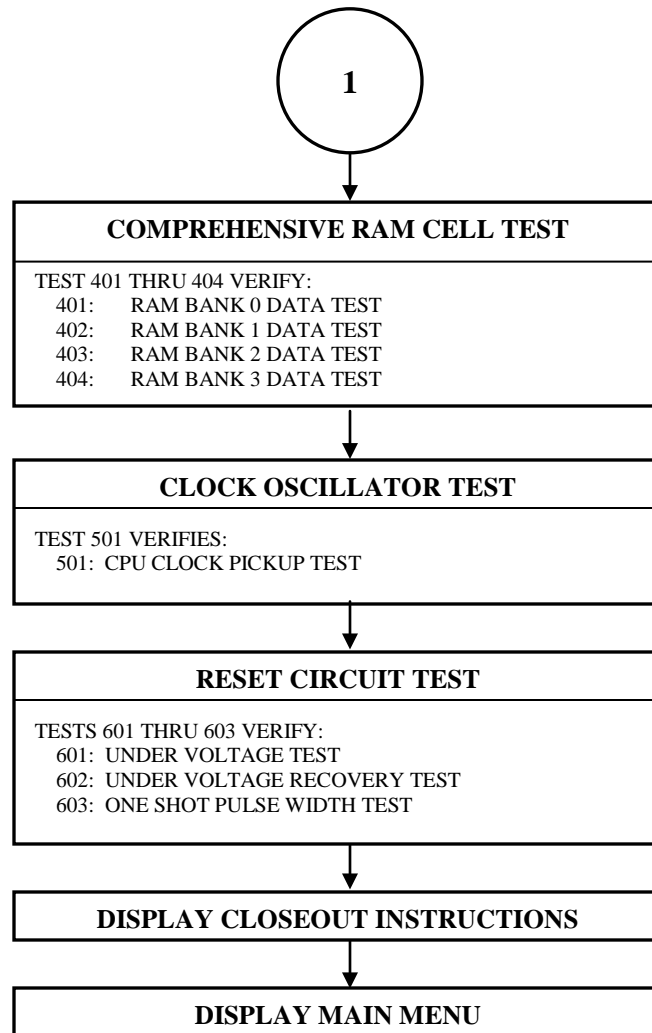 1
COMPREHENSIVE RAM CELL TEST
TEST 401 THRU 404 VERIFY:
401: RAM BANK 0 DATA TEST
402: RAM BANK 1 DATA TEST
403: RAM BANK 2 DATA TEST
404: RAM BANK 3 DATA TEST
CLOCK OSCILLATOR TEST
TEST 501 VERIFIES:
501: CPU CLOCK PICKUP TEST
RESET CIRCUIT TEST
TESTS 601 THRU 603 VERIFY:
601: UNDER VOLTAGE TEST
602: UNDER VOLTAGE RECOVERY TEST
603: ONE SHOT PULSE WIDTH TEST
DISPLAY CLOSEOUT INSTRUCTIONS
DISPLAY MAIN MENU